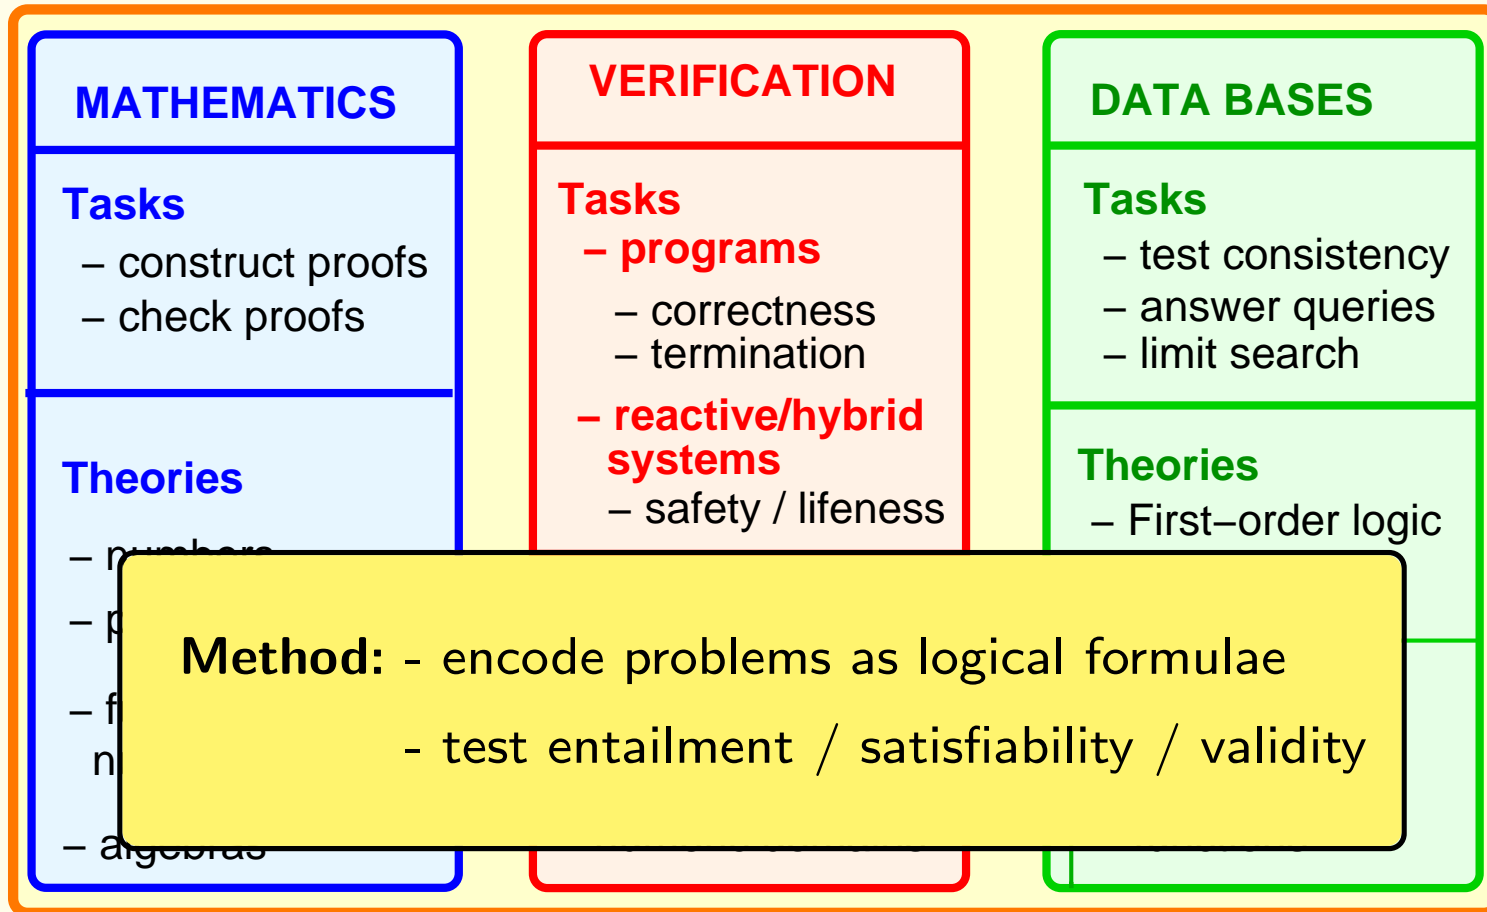 MATHEMATICS
Tasks
– construct proofs
– check proofs
Theories
– numbers
– algebras
VERIFICATION
Tasks
– programs
– correctness
– termination
– reactive/hybrid
systems
– safety / lifeness
DATA BASES
Tasks
– test consistency
– answer queries
– limit search
Theories
– First–order logic
Method: - encode problems as logical formulae
- test entailment / satisfiability / validity